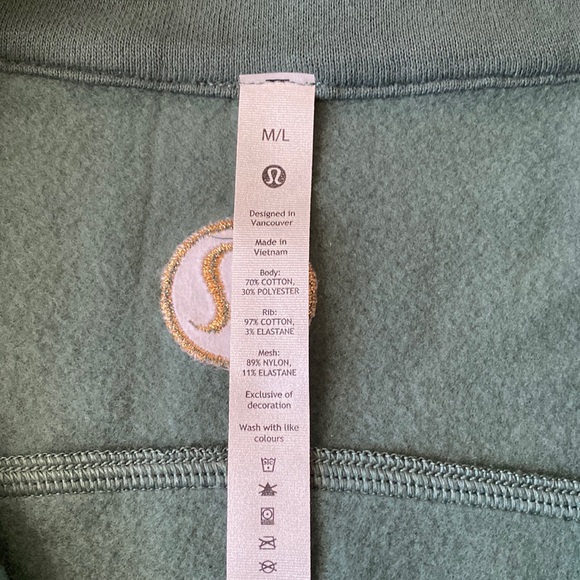 M/L
Designed in
Vancouver
Made in
Vietnam
Body:
70% COTTON,
30% POLYESTER
Rib:
97% COTTON,
3% ELASTANE
Mesh:
89% NYLON,
11% ELASTANE
Exclusive of
decoration
Wash with like
colours